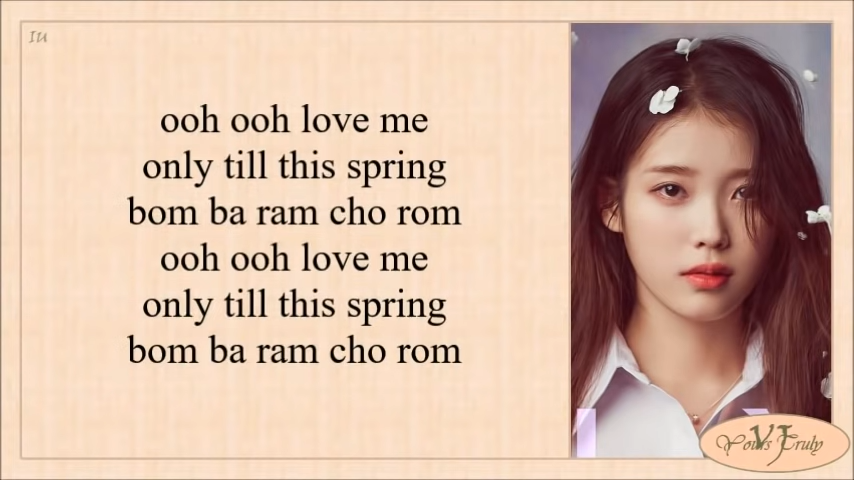 IU
ooh ooh love me
only till this spring
bom ba ram cho rom
ooh ooh love me
only till this spring
bom ba ram cho rom
Yours Truly
VJ